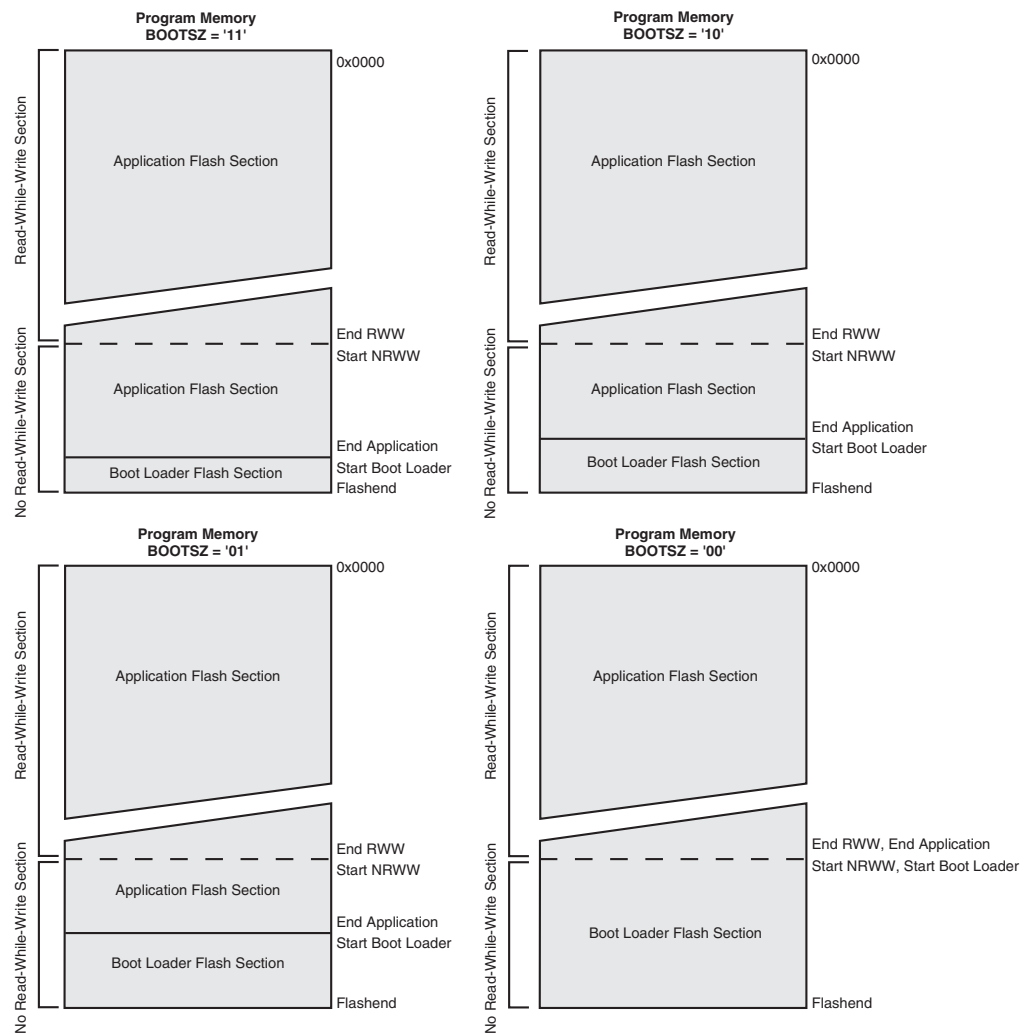 Program Memory
BOOTSZ = '11'
0x0000
Read-While-Write Section
Application Flash Section
End RWW
Start NRWW
No Read-While-Write Section
Application Flash Section
End Application
Start Boot Loader
Boot Loader Flash Section
Flashend
Program Memory
BOOTSZ = '10'
0x0000
Read-While-Write Section
Application Flash Section
End RWW
Start NRWW
No Read-While-Write Section
Application Flash Section
End Application
Start Boot Loader
Boot Loader Flash Section
Flashend
Program Memory
BOOTSZ = '01'
0x0000
Read-While-Write Section
Application Flash Section
End RWW
Start NRWW
No Read-While-Write Section
Application Flash Section
End Application
Start Boot Loader
Boot Loader Flash Section
Flashend
Program Memory
BOOTSZ = '00'
0x0000
Read-While-Write Section
Application Flash Section
End RWW, End Application
Start NRWW, Start Boot Loader
No Read-While-Write Section
Boot Loader Flash Section
Flashend